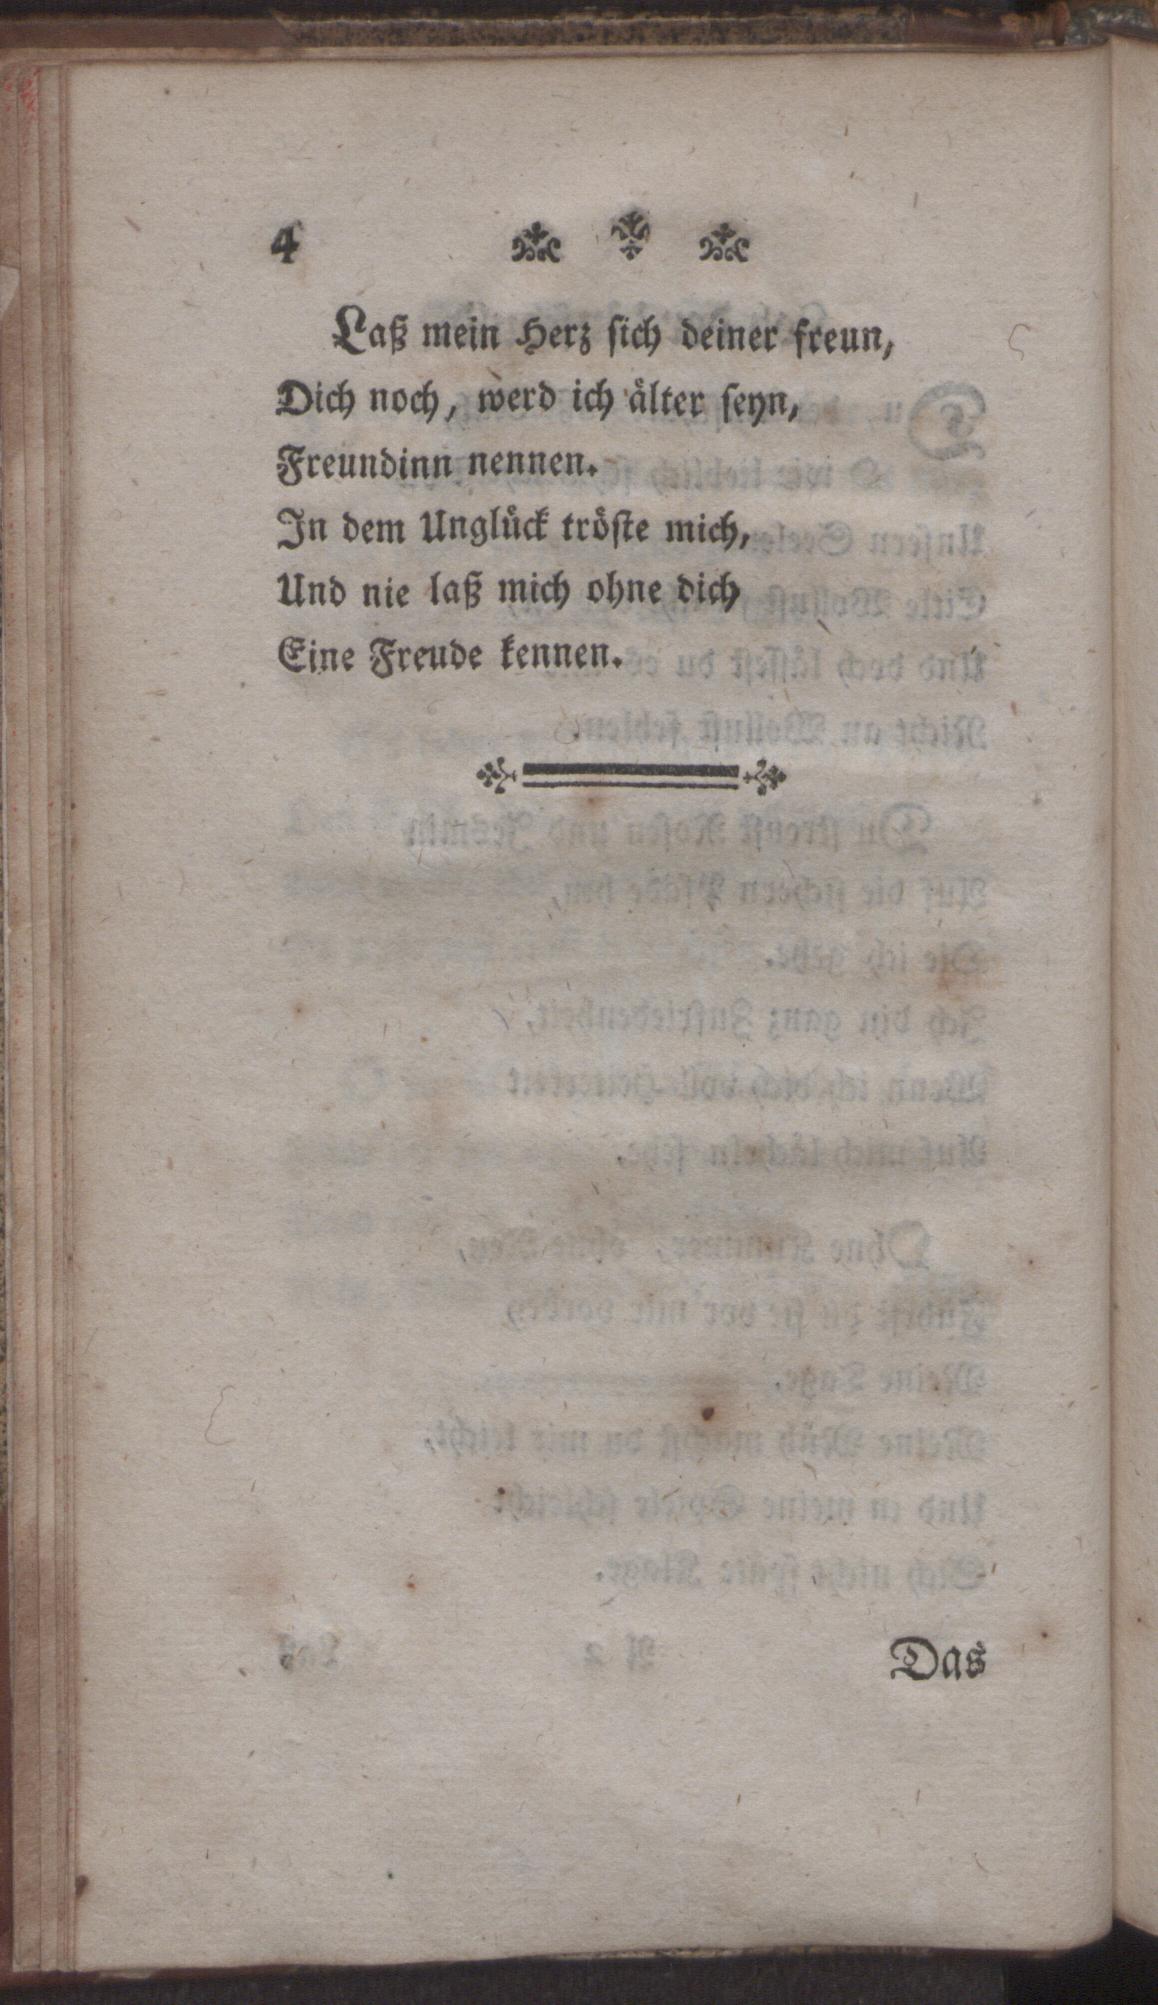 4
Laß mein Herz ſich deiner freun,
Dich noch, werd ich älter ſeyn,
Freundinn nennen.
In dem Unglück tröſte mich,
Und nie laß mich ohne dich
Eine Freude kennen.
Das